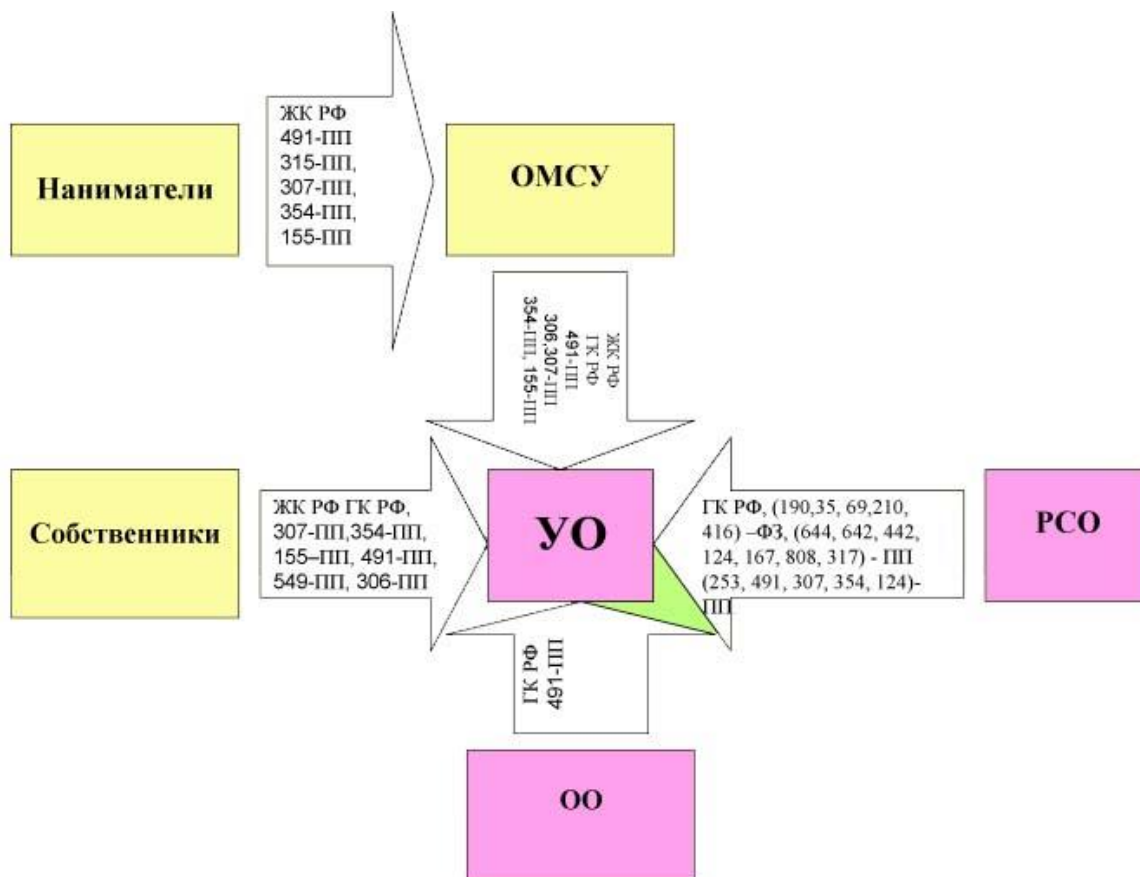 Наниматели
ЖК РФ
491-ПП
315-ПП,
307-ПП,
354-ПП,
155-ПП
ОМСУ
ЖК РФ
ГК РФ
491-ПП
306,307-ПП
354-ПП, 155-ПП
Собственники
ЖК РФ ГК РФ,
307-ПП,354-ПП,
155–ПП, 491-ПП,
549-ПП, 306-ПП
УО
ГК РФ, (190,35, 69,210,
416) –ФЗ, (644, 642, 442,
124, 167, 808, 317) - ПП
(253, 491, 307, 354, 124)-
ПП
РСО
ГК РФ
491-ПП
ОО